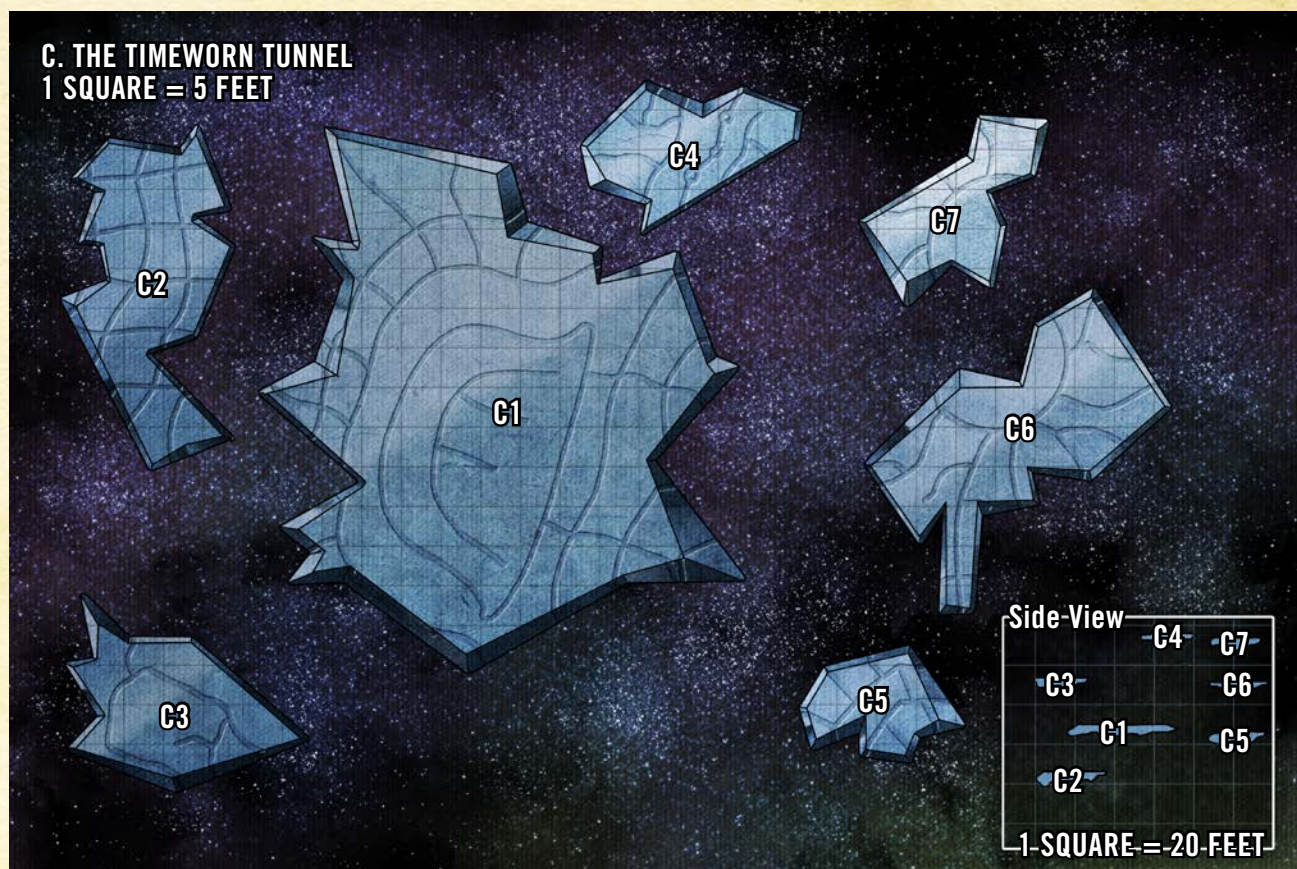 C. THE TIMEWORN TUNNEL
1 SQUARE = 5 FEET
C4
C7
C2
C1
C6
C3
C5
Side View
C4
C7
C3
C6
C1
C5
C2
1 SQUARE = 20 FEET